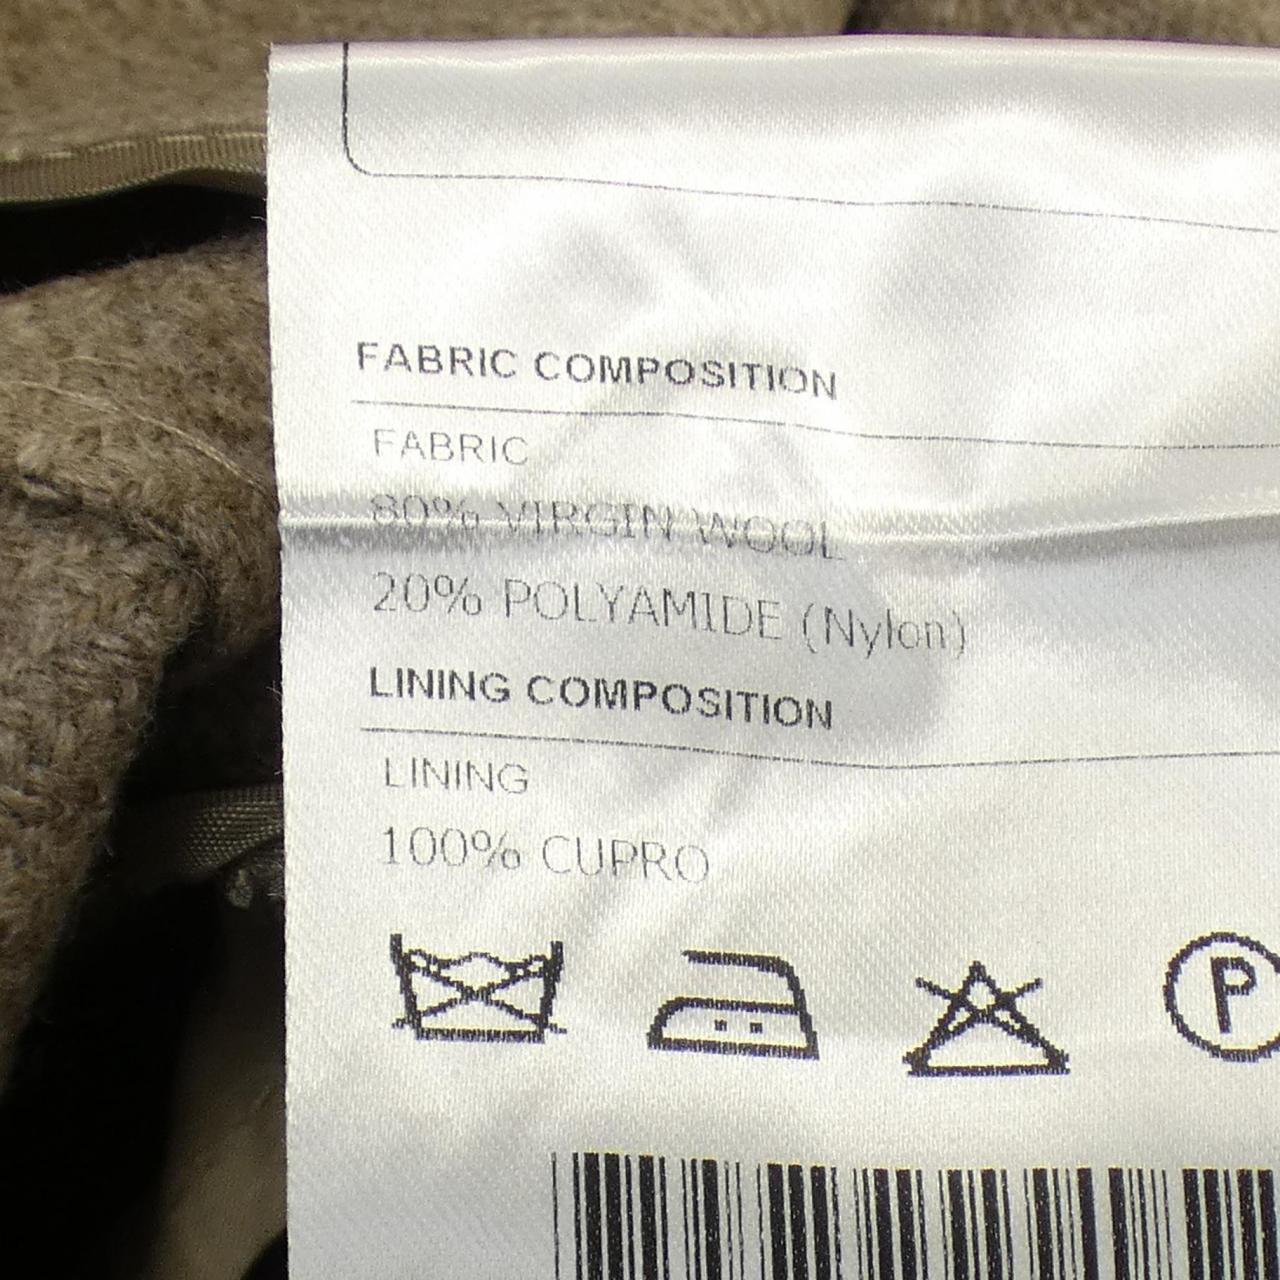 FABRIC COMPOSITION
FABRIC
80% VIRGIN WOOL
20% POLYAMIDE (Nylon)
LINING COMPOSITION
LINING
100% CUPRO
P